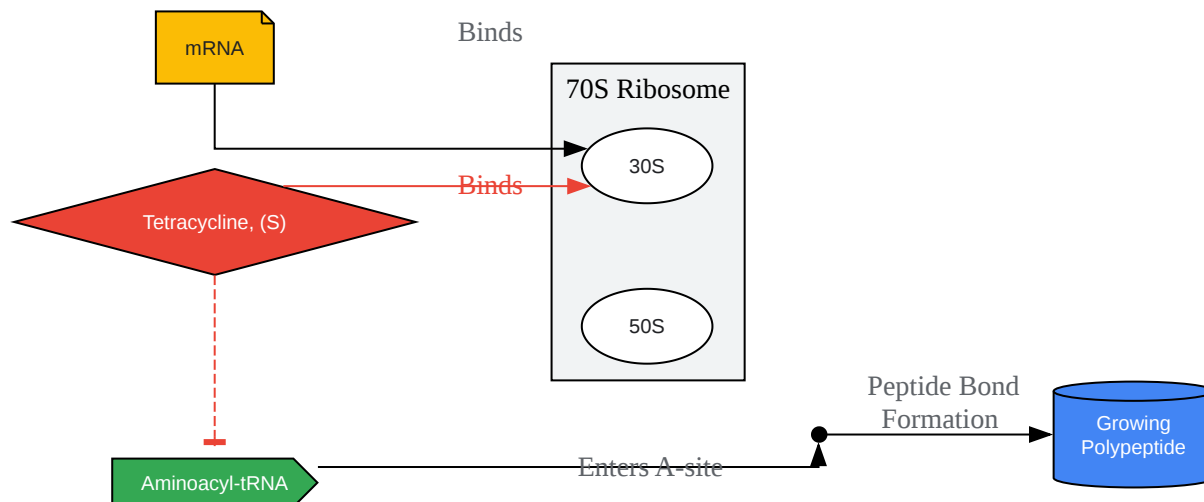 mRNA
Binds
70S Ribosome
30S
Binds
Tetracycline, (S)
50S
Peptide Bond
Formation
Growing
Polypeptide
Enters A-site
Aminoacyl-tRNA